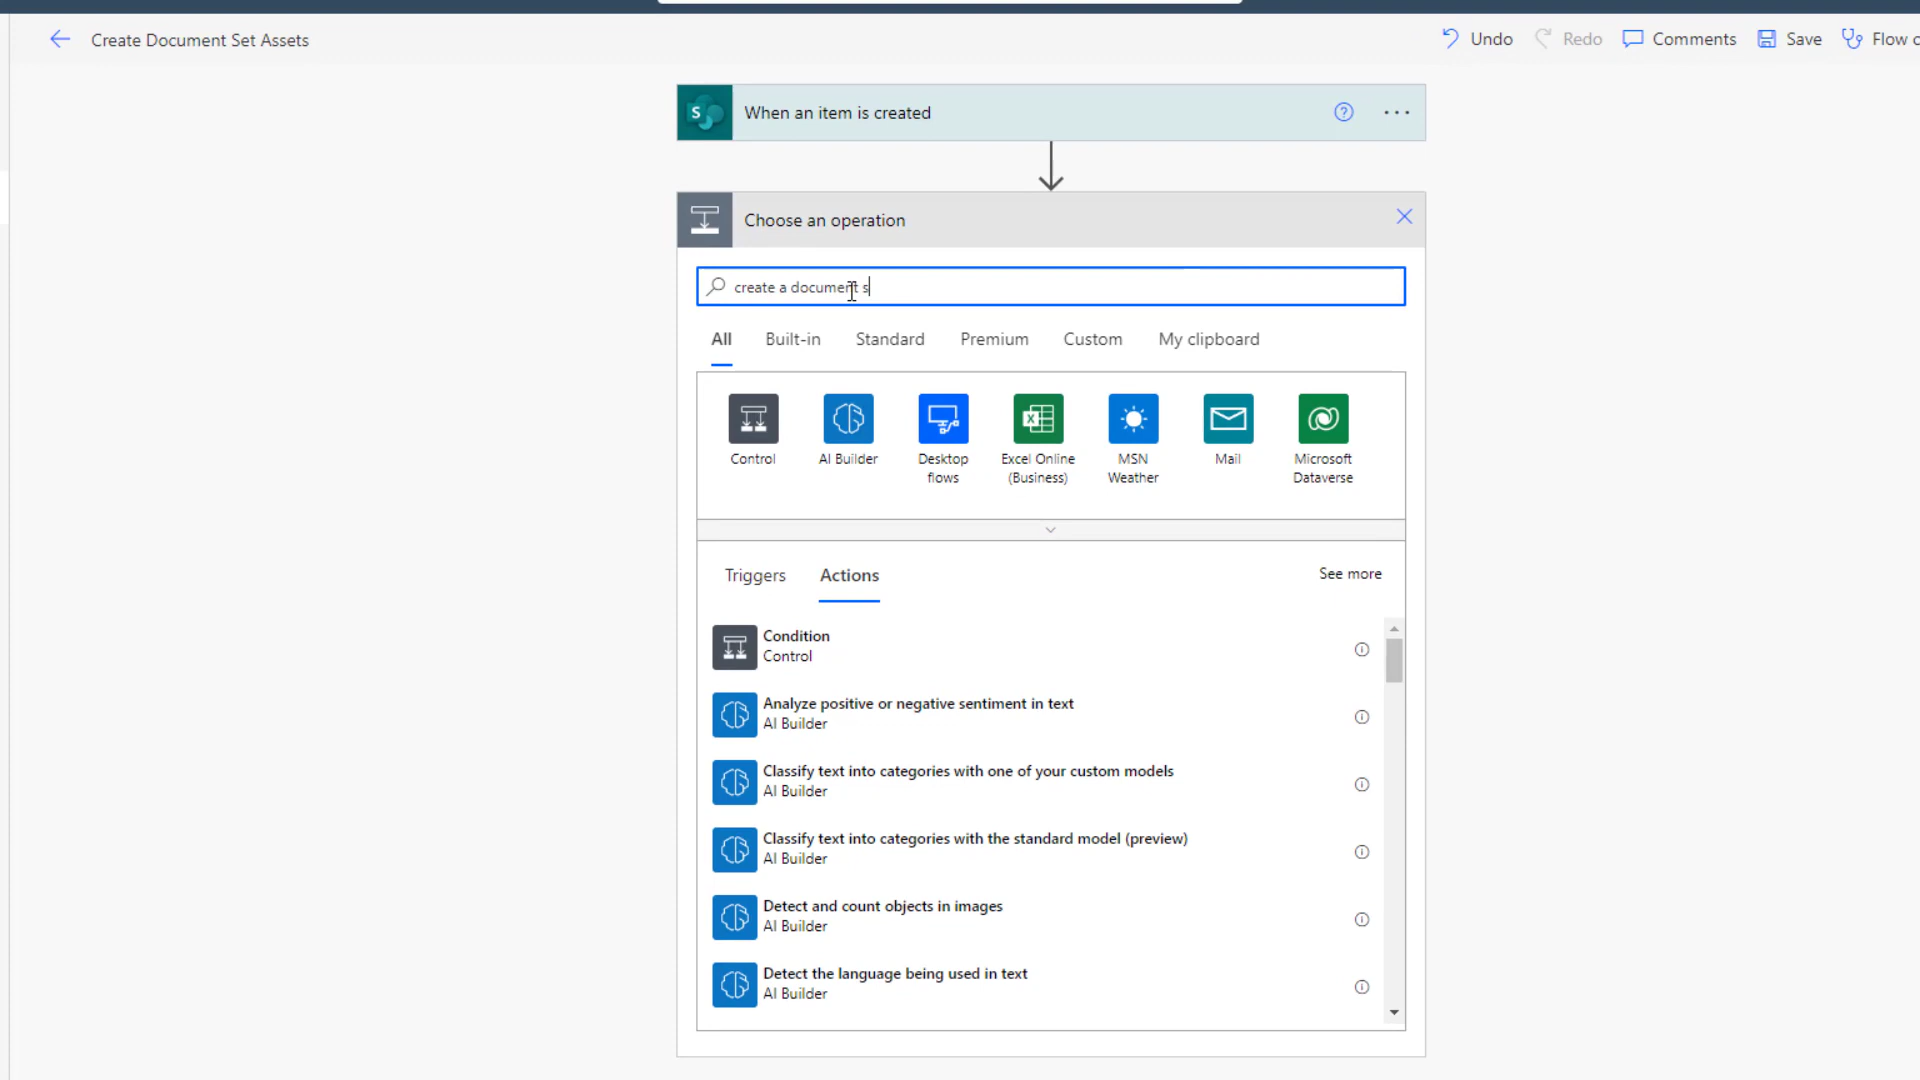 Create Document Set Assets
Undo
Redo
Comments
Save
Flow c
S
When an item is created
Choose an operation
create a document s
All
Built-in
Standard
Premium
Custom
My clipboard
Control
AI Builder
Desktop
flows
Excel Online
(Business)
MSN
Weather
Mail
Microsoft
Dataverse
Triggers
Actions
See more
Condition
Control
Analyze positive or negative sentiment in text
AI Builder
Classify text into categories with one of your custom models
AI Builder
Classify text into categories with the standard model (preview)
AI Builder
Detect and count objects in images
AI Builder
Detect the language being used in text
AI Builder